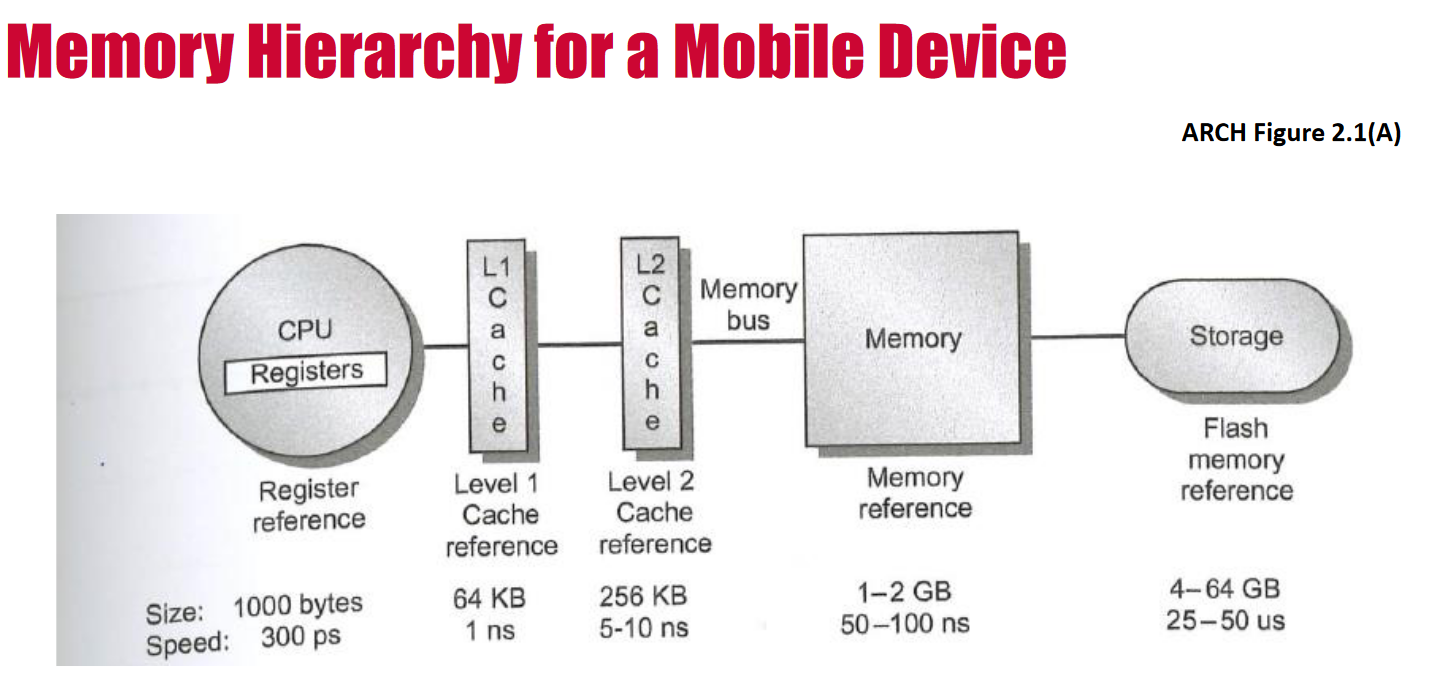 Memory Hierarchy for a Mobile Device
ARCH Figure 2.1(A)
CPU
Registers
L1
C
a
c
h
e
L2
C
a
c
h
e
Memory
bus
Memory
Storage
Register
reference
Level 1
Cache
reference
Level 2
Cache
reference
Memory
reference
Flash
memory
reference
Size: 1000 bytes 64 KB 256 KB 1–2 GB 4–64 GB
Speed: 300 ps 1 ns 5-10 ns 50–100 ns 25–50 us